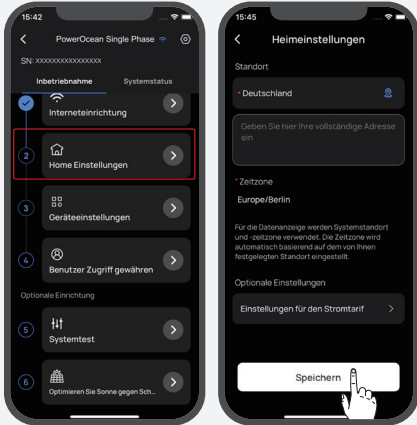 15:42
PowerOcean Single Phase
SN: XXXXXXXXXXXXXXXX
Inbetriebnahme
Systemstatus
Interneteinrichtung
2
Home Einstellungen
3
Geräteeinstellungen
4
Benutzer Zugriff gewähren
Optionale Einrichtung
5
Systemtest
6
Optimieren Sie Sonne gegen Sch...
15:45
Heimeinstellungen
Standort
* Deutschland
Geben Sie hier Ihre vollständige Adresse
ein
* Zeitzone
Europe/Berlin
Für die Datenanzeige werden Systemstandort
und -zeitzone verwendet. Die Zeitzone wird
automatisch basierend auf dem von Ihnen
festgelegten Standort eingestellt.
Optionale Einstellungen
Einstellungen für den Stromtarif
Speichern